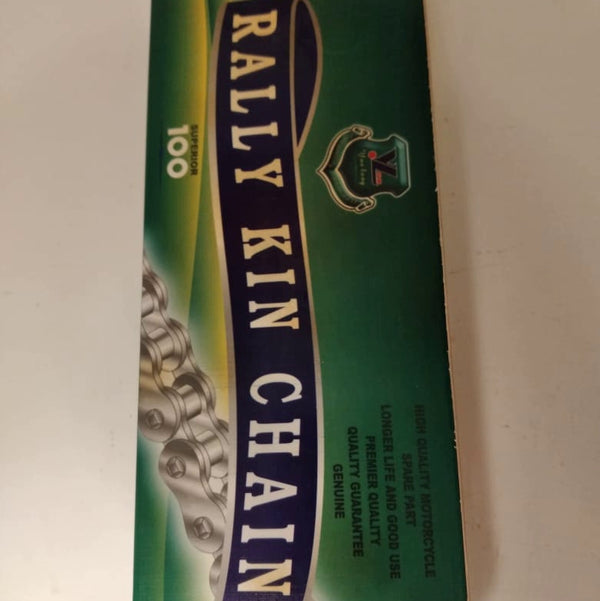 RALLY KIN CHAIN
SUPERIOR
100
HIGH QUALITY MOTORCYCLE
SPARE PART
LONGER LIFE AND GOOD USE
PREMIER QUALITY
QUALITY GUARANTEE
GENUINE